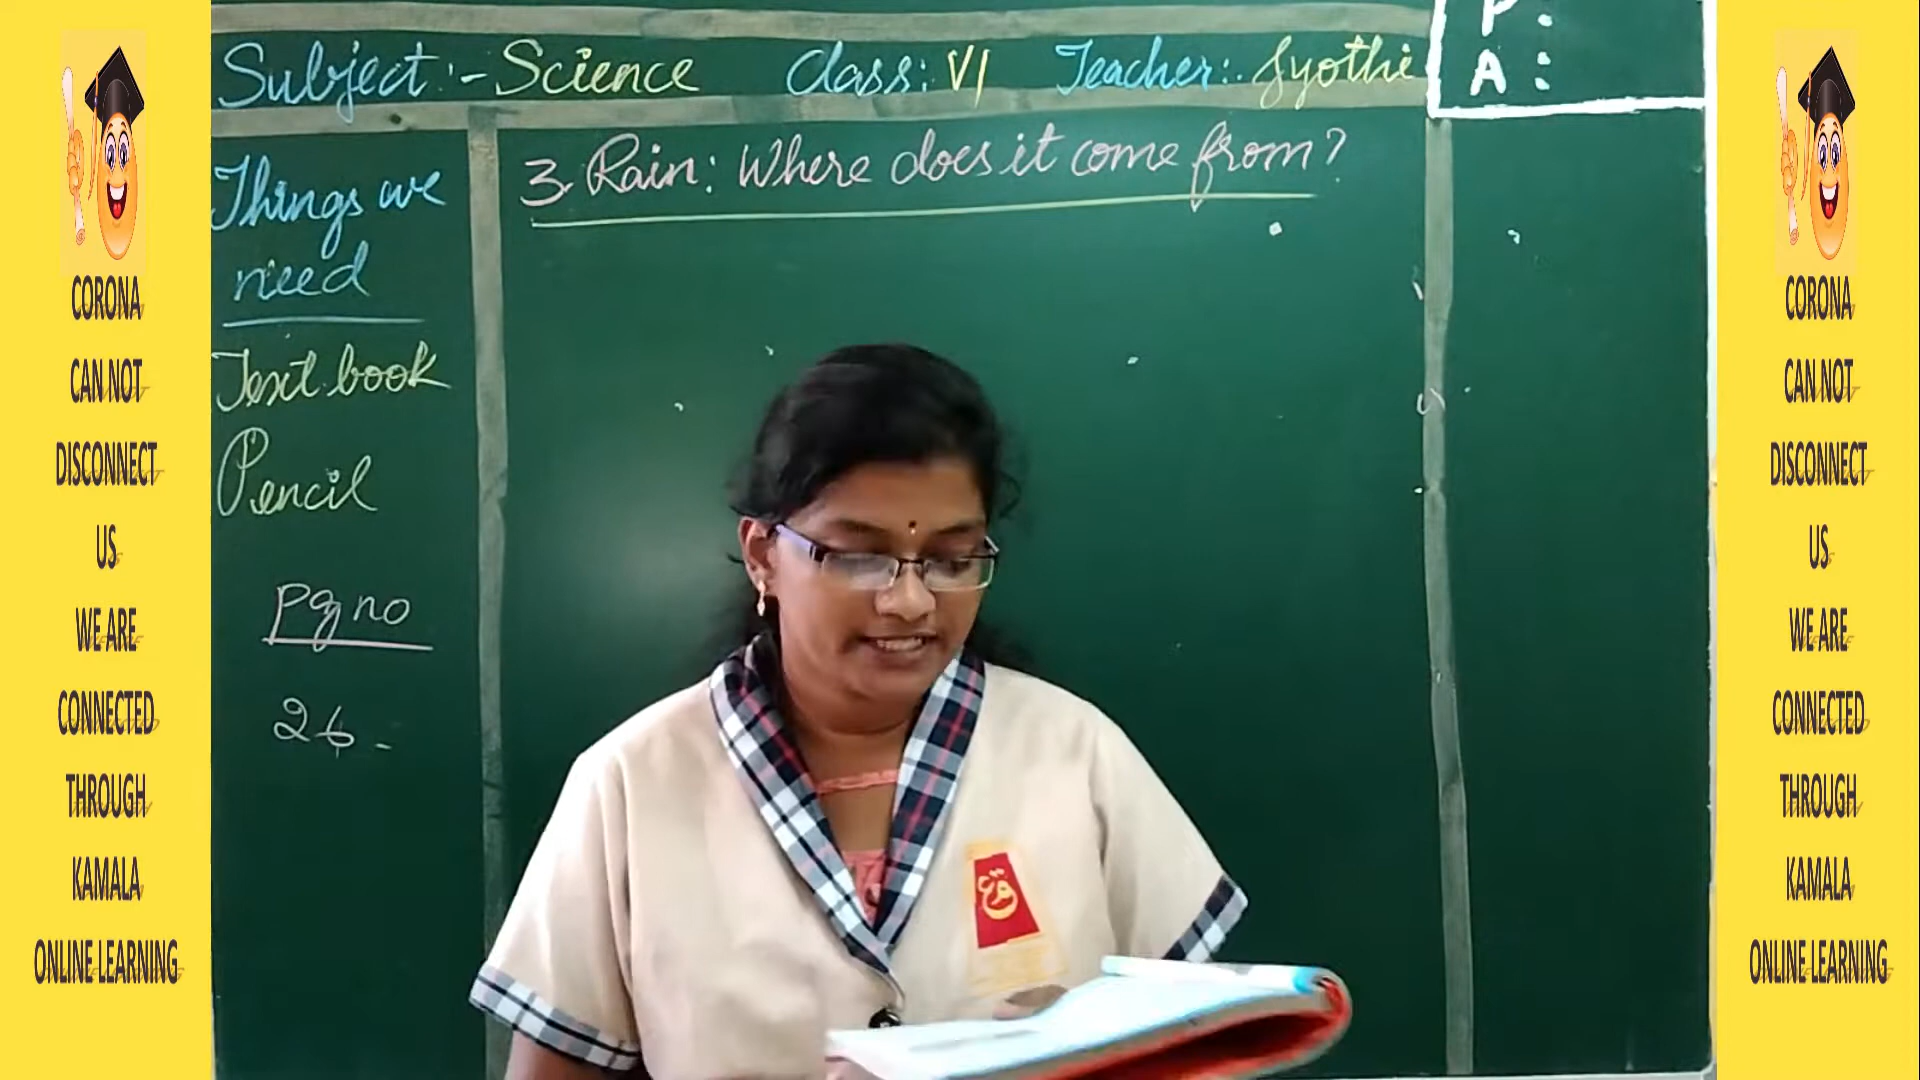 CORONA
CAN NOT
DISCONNECT
US
WE ARE
CONNECTED
THROUGH
KAMALA
ONLINE LEARNING
Subject:- Science Class: VI Teacher:. Jyothi
P:
A:
Things we
need
Text book
Pencil
Pg no
26 -
3. Rain: Where does it come from?
CORONA
CAN NOT
DISCONNECT
US
WE ARE
CONNECTED
THROUGH
KAMALA
ONLINE LEARNING